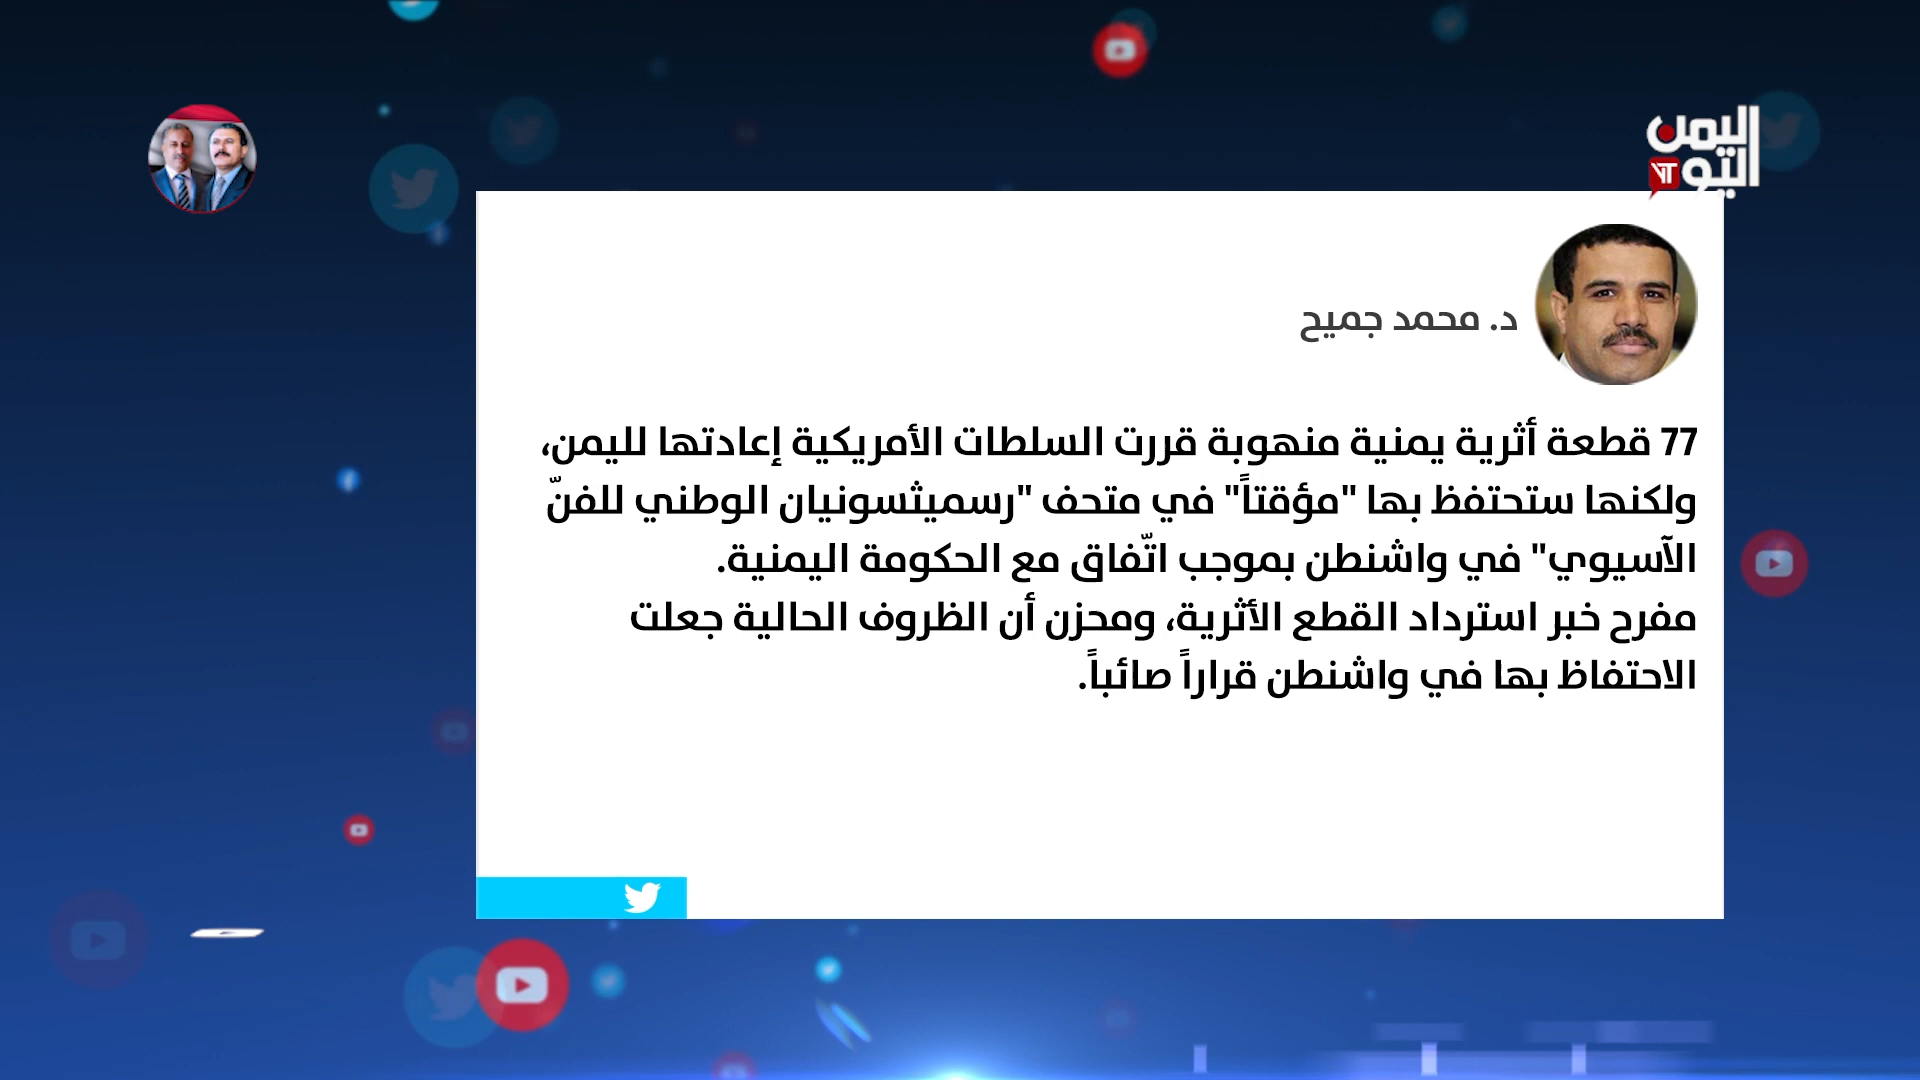 اليمن
اليوم
د. محمد جميح
77 قطعة أثرية يمنية منهوبة قررت السلطات الأمريكية إعادتها لليمن،
ولكنها ستحتفظ بها "مؤقتاً" في متحف "رسميثسونيان الوطني للفنّ
الآسيوي" في واشنطن بموجب اتّفاق مع الحكومة اليمنية.
مفرح خبر استرداد القطع الأثرية، ومحزن أن الظروف الحالية جعلت
الاحتفاظ بها في واشنطن قراراً صائباً.